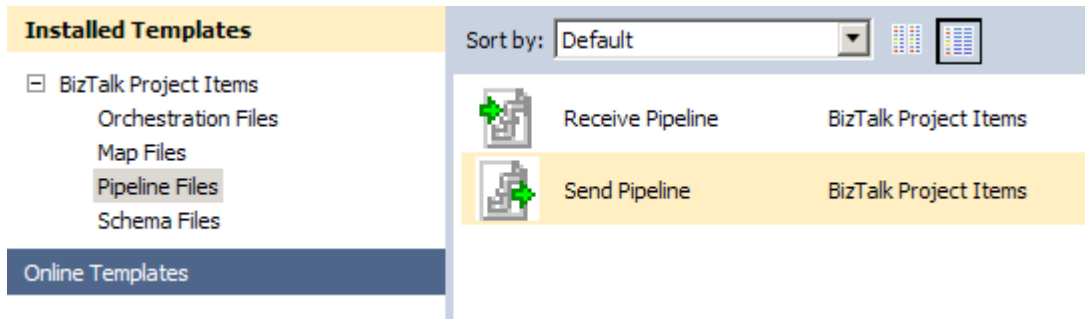 Installed Templates
Sort by: Default
BizTalk Project Items
Orchestration Files
Map Files
Pipeline Files
Schema Files
Online Templates
Receive Pipeline BizTalk Project Items
Send Pipeline BizTalk Project Items